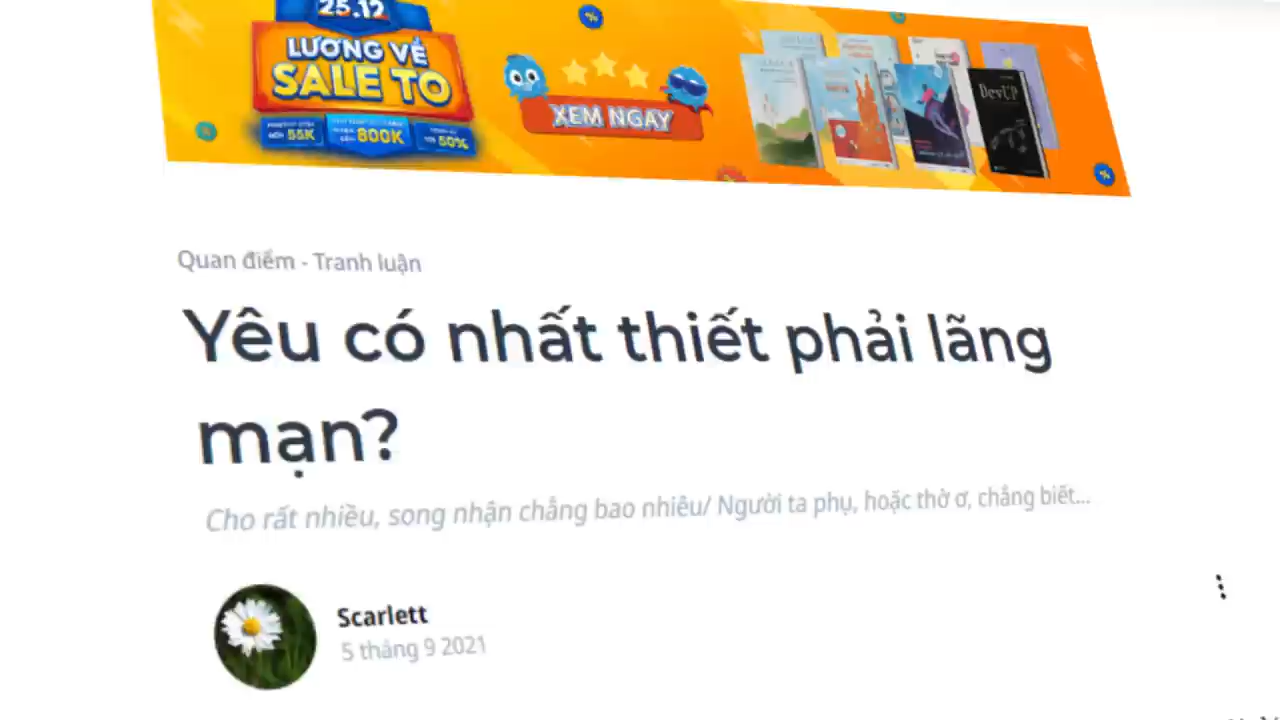 25.12
LƯƠNG VỀ
SALE TO
55K
800K
50%
XEM NGAY
DevUP
Quan điểm - Tranh luận
Yêu có nhất thiết phải lãng
mạn?
Cho rất nhiều, song nhận chẳng bao nhiêu/ Người ta phụ, hoặc thờ ơ, chẳng biết...
Scarlett
5 tháng 9 2021